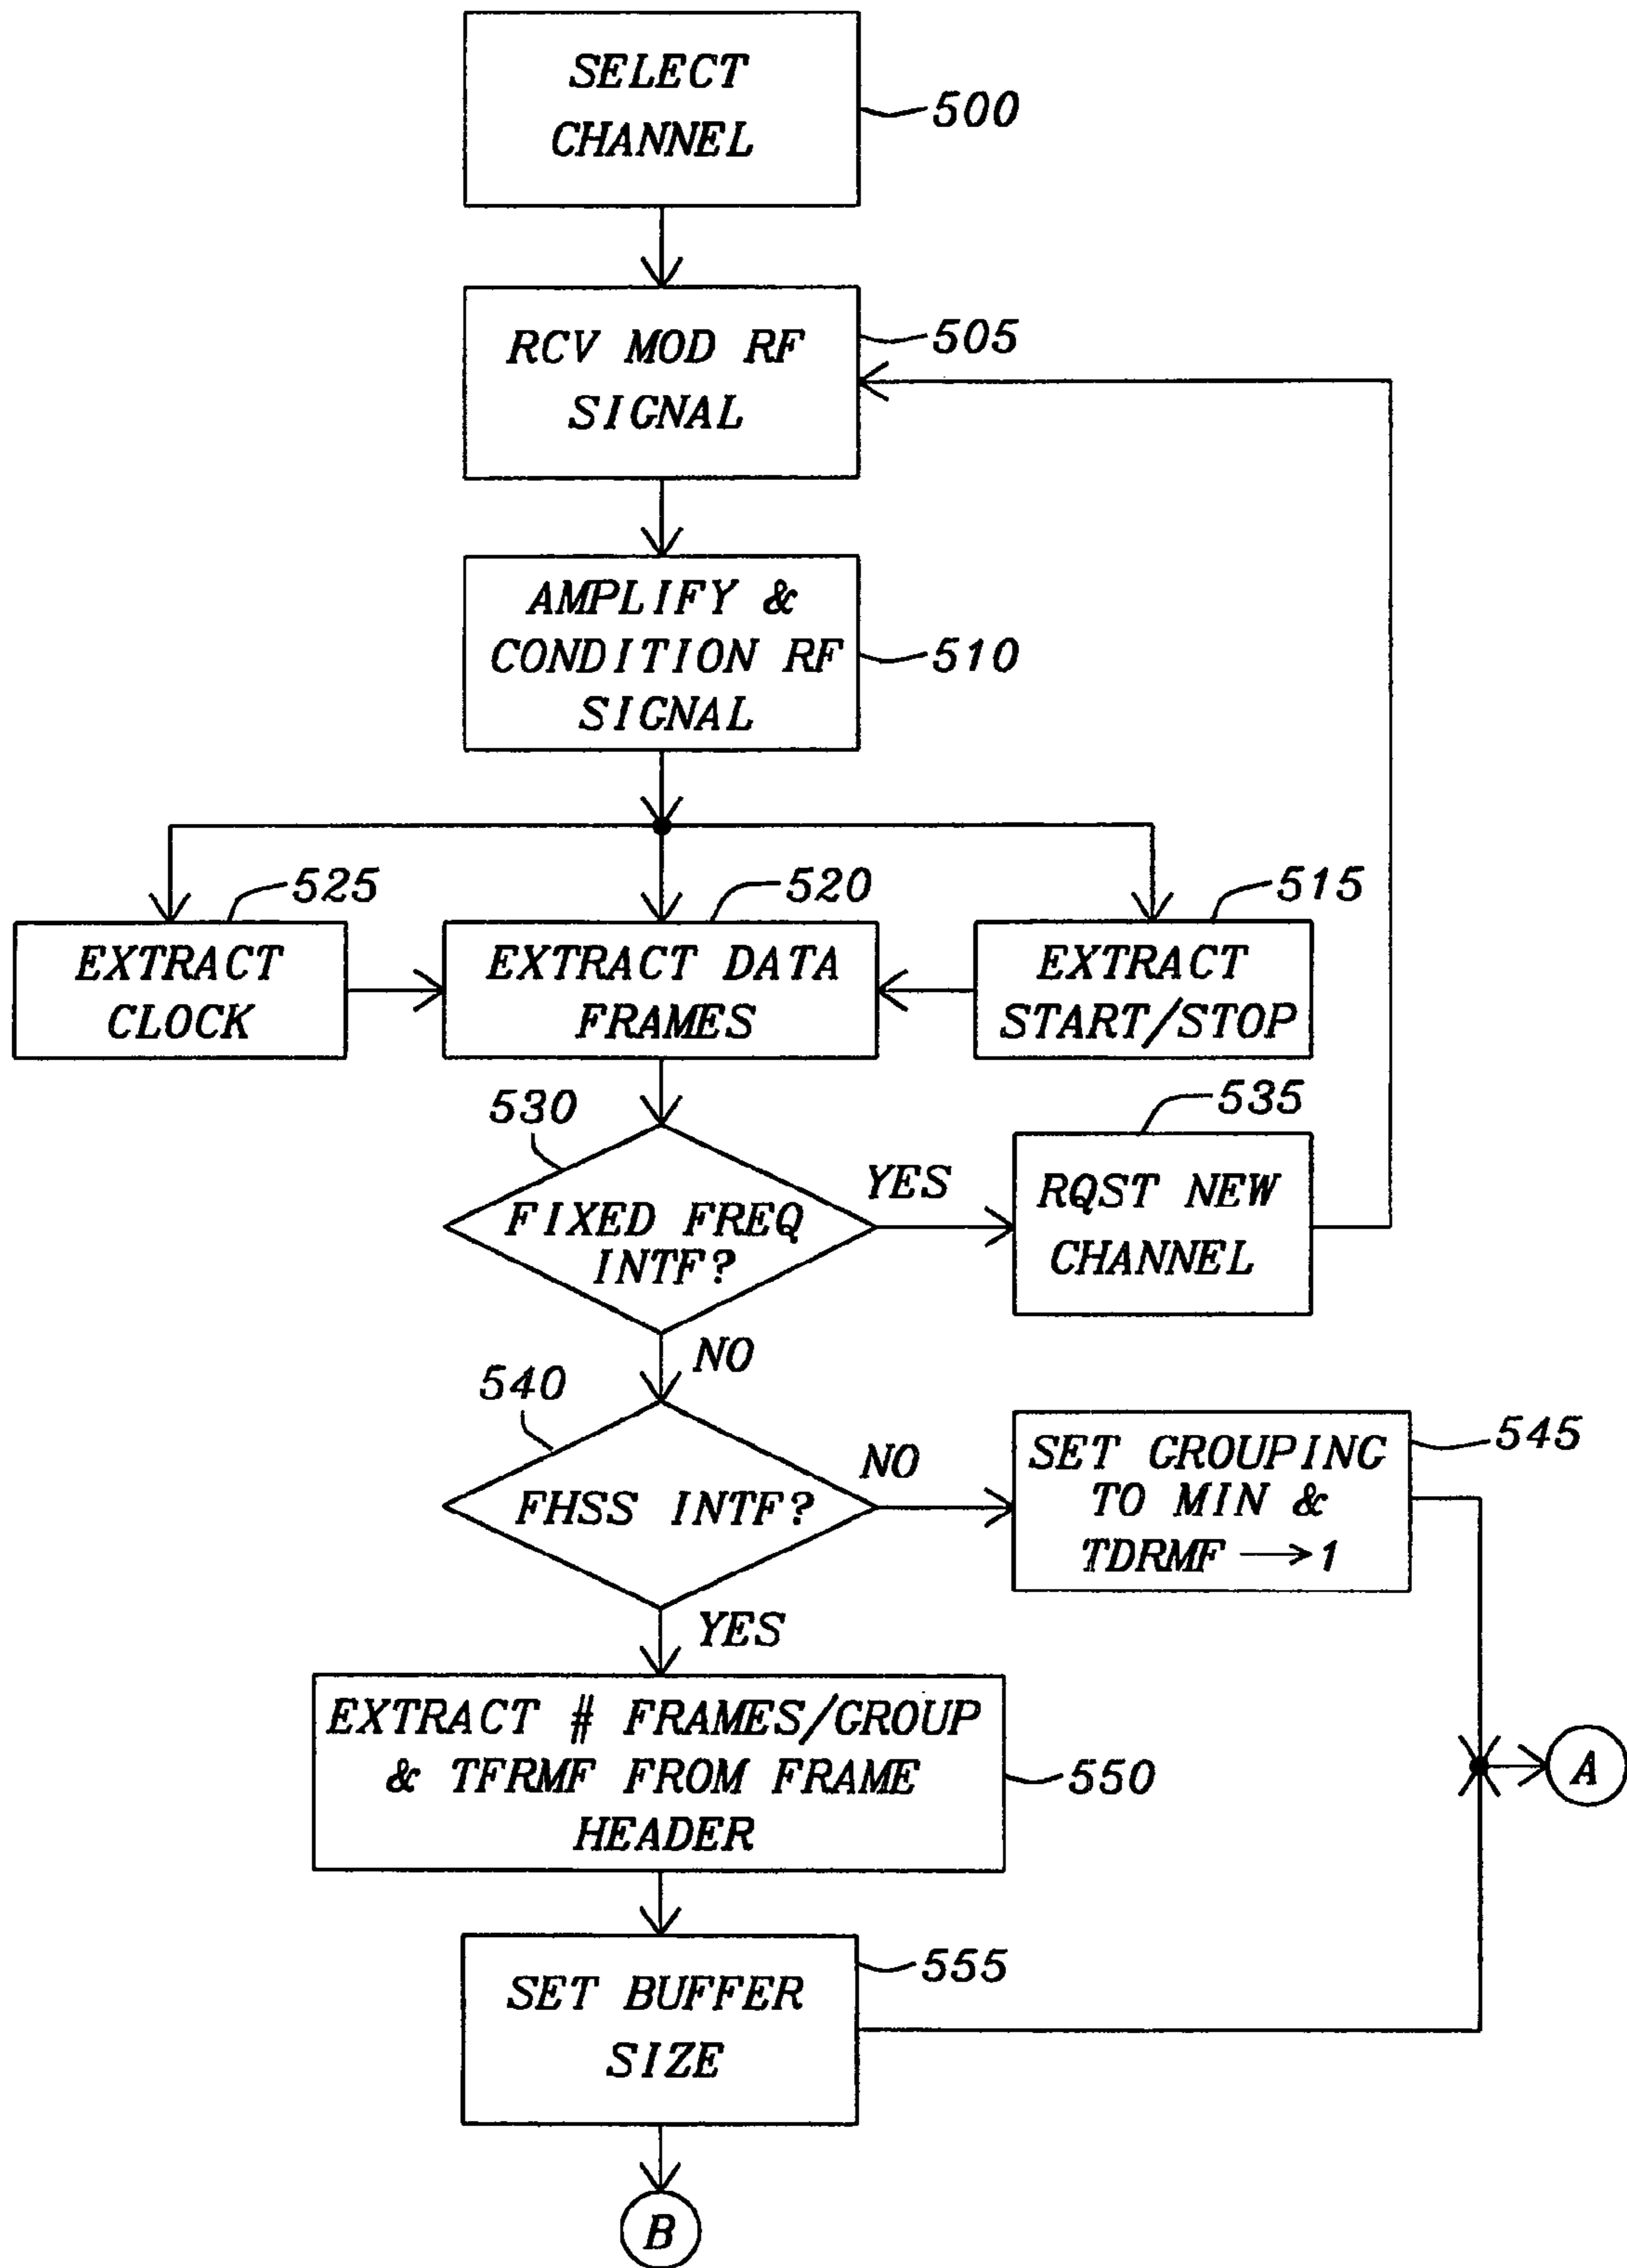 SELECT
CHANNEL
500
RCV MOD RF
SIGNAL
505
AMPLIFY &
CONDITION RF
SIGNAL
510
525
520
515
EXTRACT
CLOCK
EXTRACT DATA
FRAMES
EXTRACT
START/STOP
530
535
FIXED FREQ
INTF?
YES
RQST NEW
CHANNEL
NO
540
FHSS INTF?
NO
SET GROUPING
TO MIN &
TDRMF → 1
545
YES
EXTRACT # FRAMES/GROUP
& TFRMF FROM FRAME
HEADER
550
A
SET BUFFER
SIZE
555
B